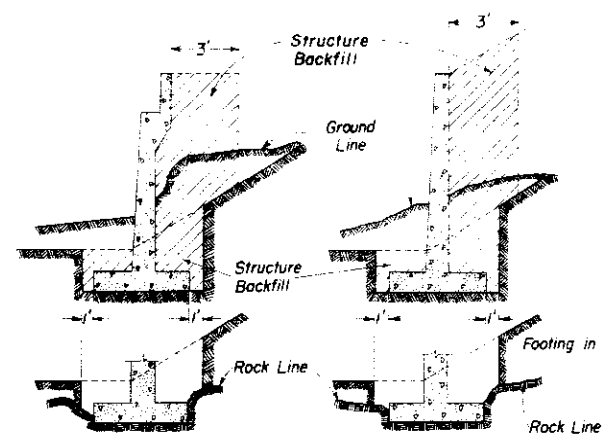 3'
Structure
Backfill
3'
Ground
Line
Structure
Backfill
1'
1'
1'
1'
Rock Line
Footing in
Rock Line